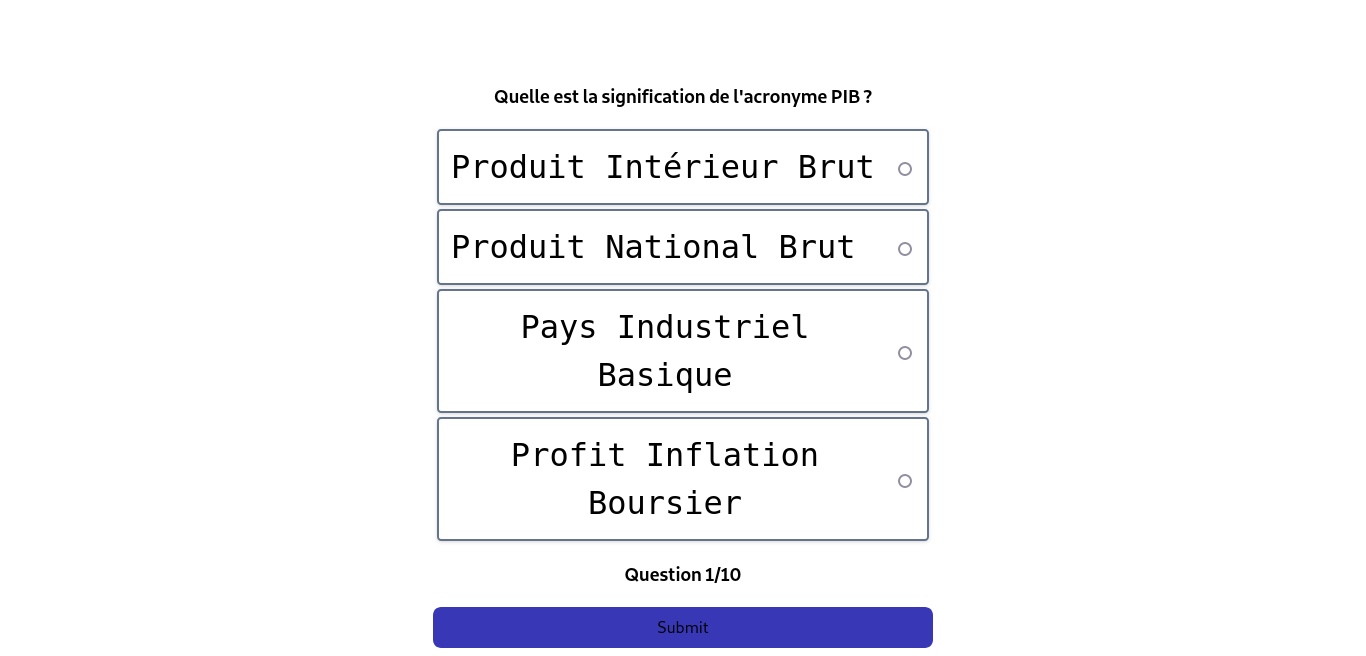 Quelle est la signification de l'acronyme PIB ?
Produit Intérieur Brut
Produit National Brut
Pays Industriel
Basique
Profit Inflation
Boursier
Question 1/10
Submit